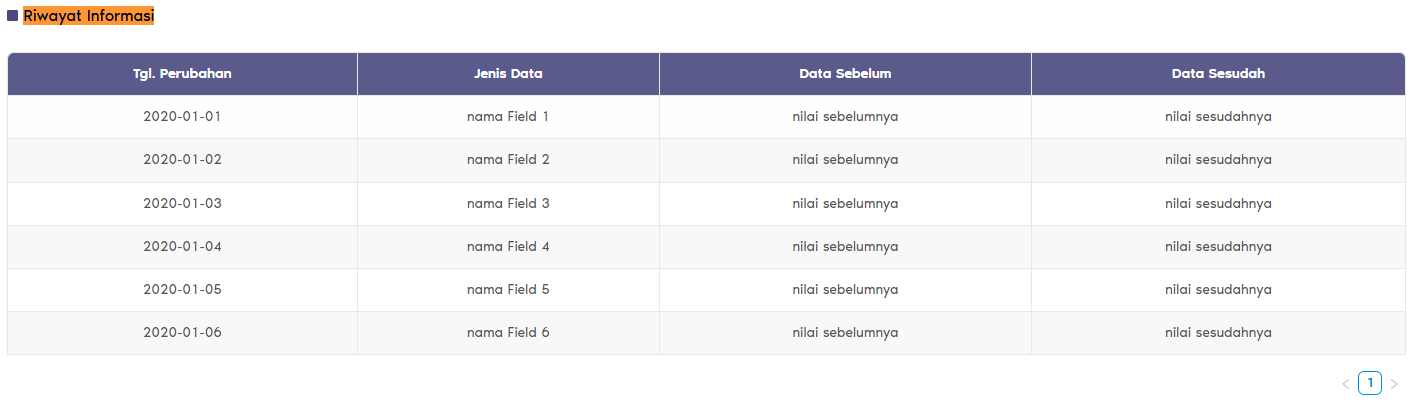 Riwayat Informasi
Tgl. Perubahan Jenis Data Data Sebelum Data Sesudah
2020-01-01 nama Field 1 nilai sebelumnya nilai sesudahnya
2020-01-02 nama Field 2 nilai sebelumnya nilai sesudahnya
2020-01-03 nama Field 3 nilai sebelumnya nilai sesudahnya
2020-01-04 nama Field 4 nilai sebelumnya nilai sesudahnya
2020-01-05 nama Field 5 nilai sebelumnya nilai sesudahnya
2020-01-06 nama Field 6 nilai sebelumnya nilai sesudahnya
< 1 >